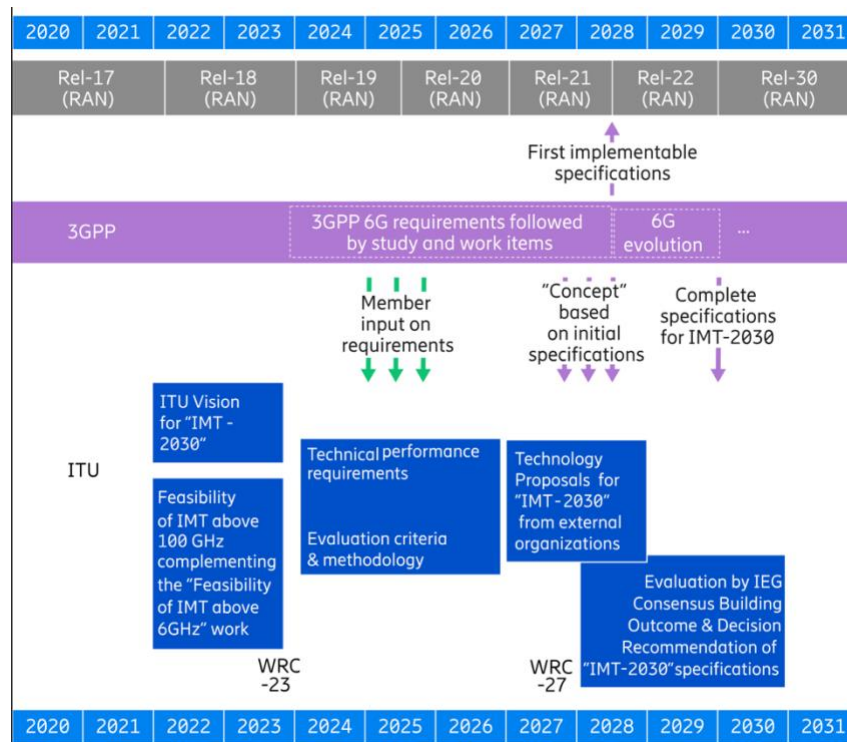 2020 2021 2022 2023 2024 2025 2026 2027 2028 2029 2030 2031
Rel-17
(RAN)
Rel-18
(RAN)
Rel-19
(RAN)
Rel-20
(RAN)
Rel-21
(RAN)
Rel-22
(RAN)
Rel-30
(RAN)
First implementable
specifications
3GPP
3GPP 6G requirements followed
by study and work items
6G
evolution
...
Member
input on
requirements
"Concept"
based
on initial
specifications
Complete
specifications
for IMT-2030
ITU
ITU Vision
for "IMT -
2030"
Feasibility
of IMT above
100 GHz
complementing
the "Feasibility
of IMT above
6GHz" work
Technical performance
requirements
Evaluation criteria
& methodology
Technology
Proposals for
"IMT-2030"
from external
organizations
Evaluation by IEG
Consensus Building
Outcome & Decision
Recommendation of
"IMT-2030"specifications
WRC
-23
WRC
-27
2020 2021 2022 2023 2024 2025 2026 2027 2028 2029 2030 2031